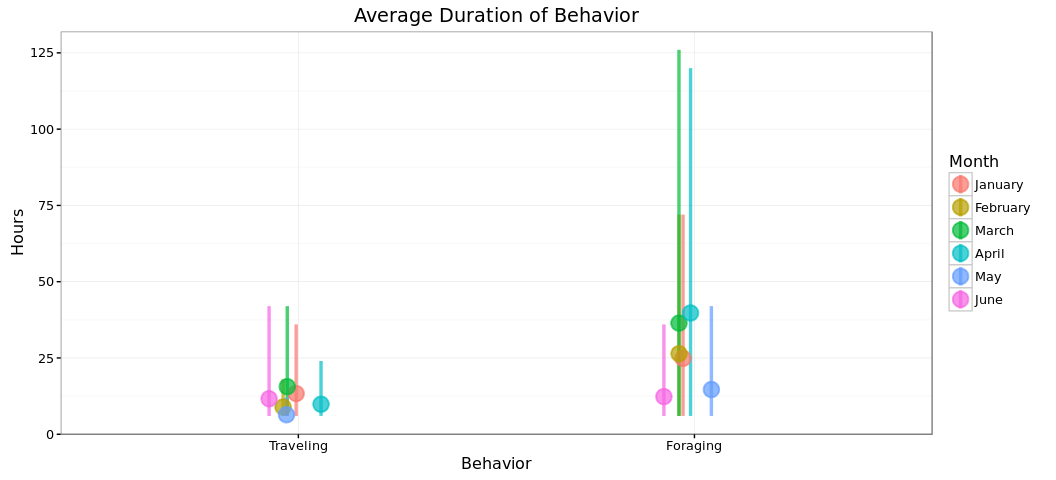 Average Duration of Behavior
125
100
75
50
25
0
Hours
Traveling
Foraging
Behavior
Month
January
February
March
April
May
June